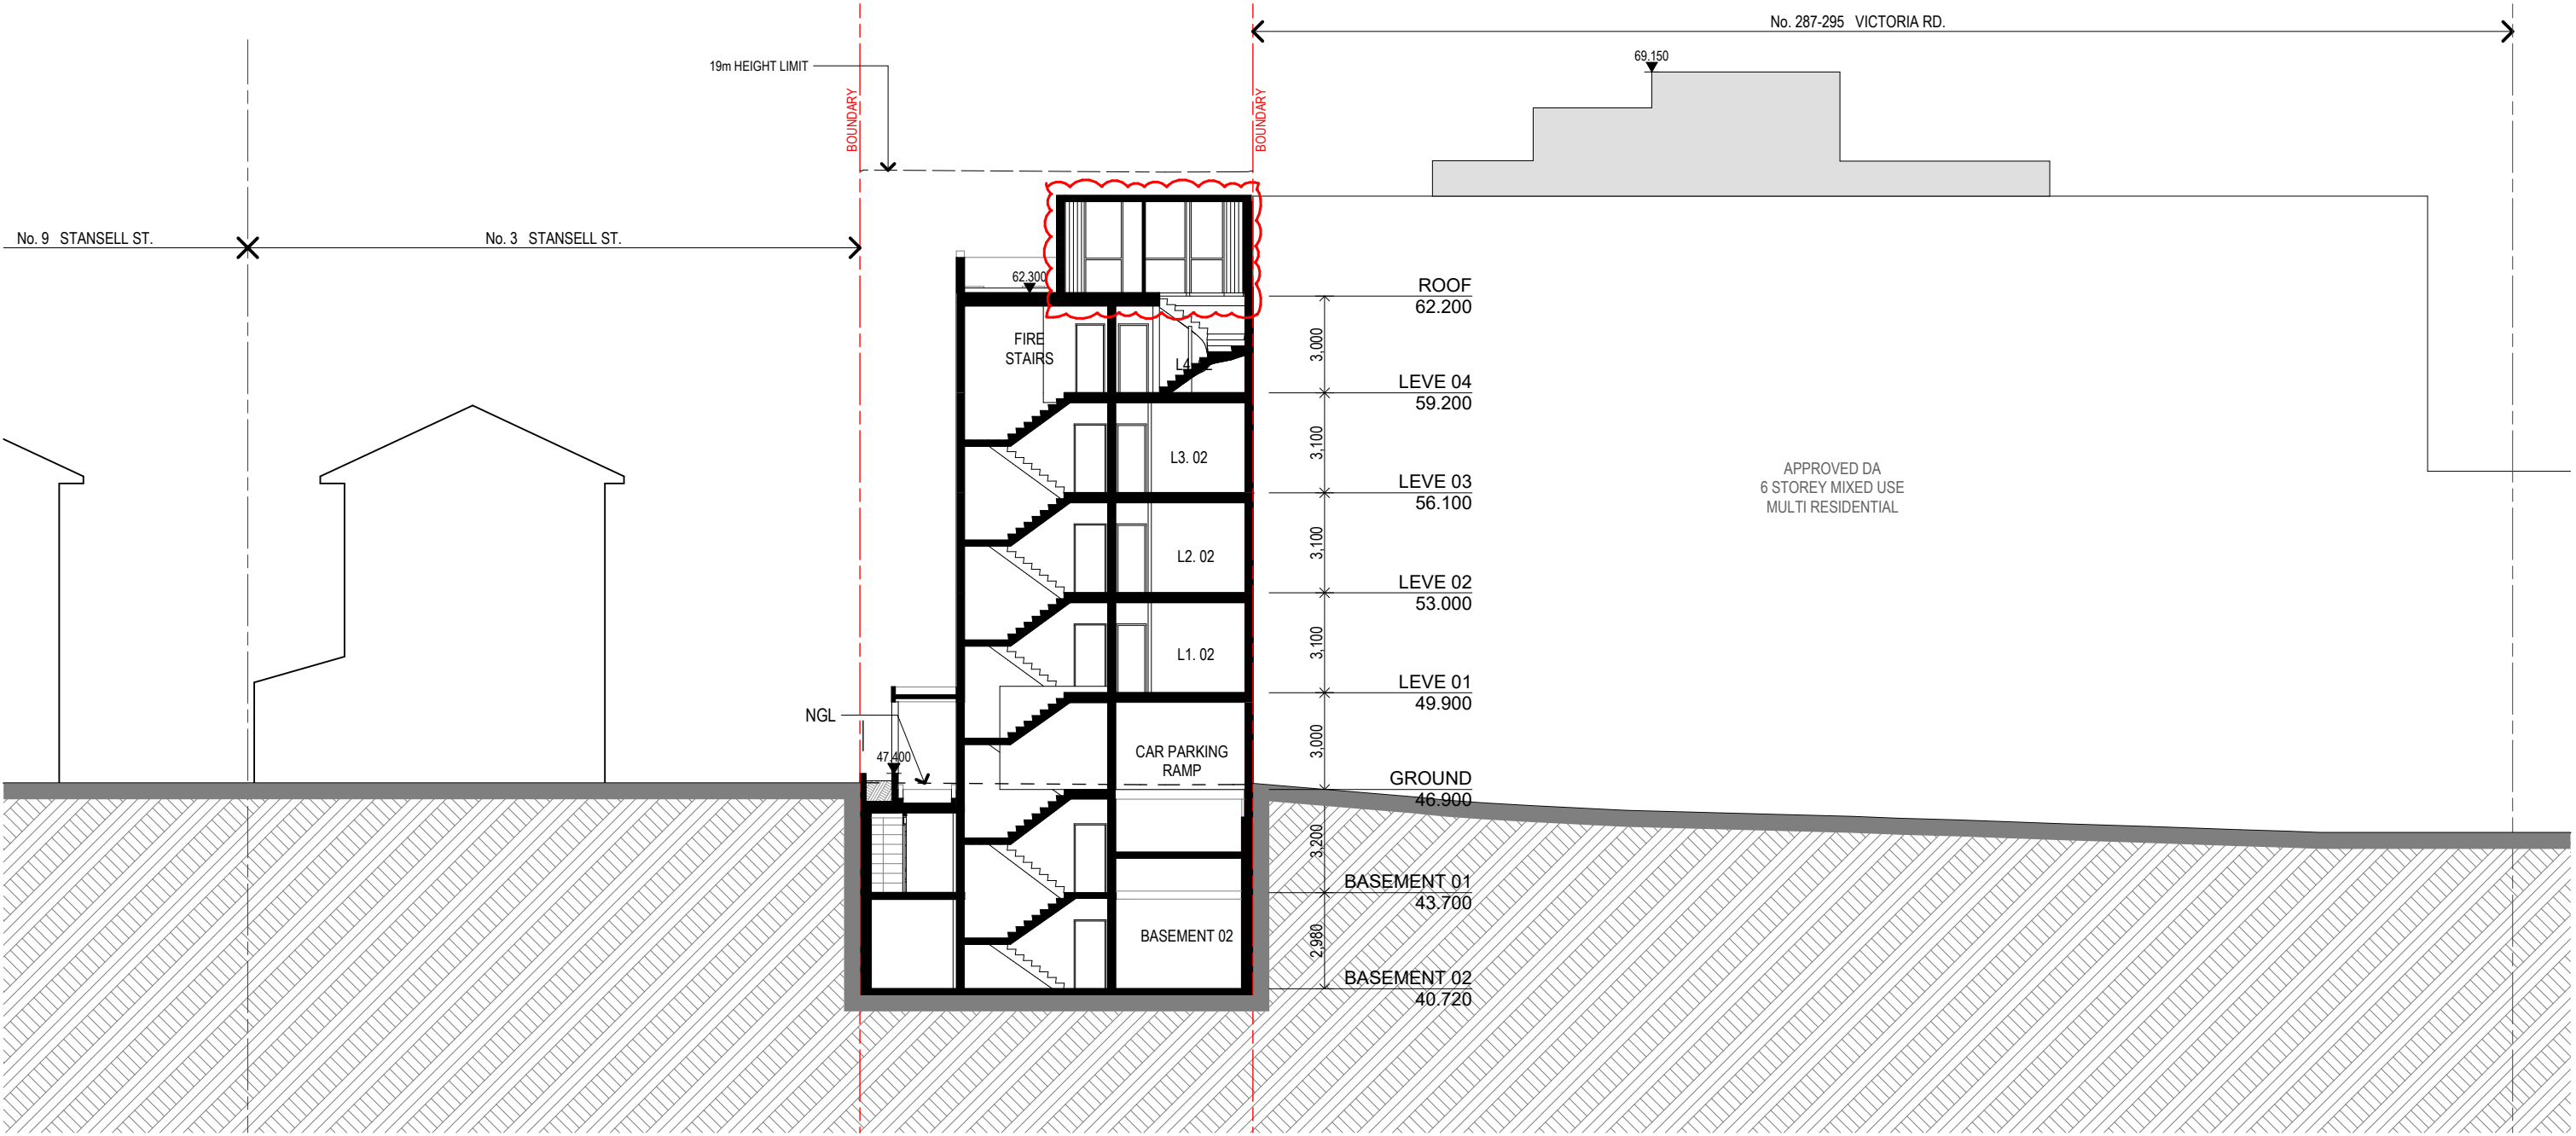 No. 287-295 VICTORIA RD.
69.150
19m HEIGHT LIMIT
BOUNDARY
BOUNDARY
No. 9 STANSELL ST.
No. 3 STANSELL ST.
62.300
ROOF
62.200
FIRE
STAIRS
3,000
LEVE 04
59.200
3,100
L3. 02
APPROVED DA
6 STOREY MIXED USE
MULTI RESIDENTIAL
LEVE 03
56.100
3,100
L2. 02
LEVE 02
53.000
3,100
L1. 02
LEVE 01
49.900
NGL
3,000
47.400
CAR PARKING
RAMP
GROUND
46.900
3,200
BASEMENT 01
43.700
2,980
BASEMENT 02
BASEMENT 02
40.720